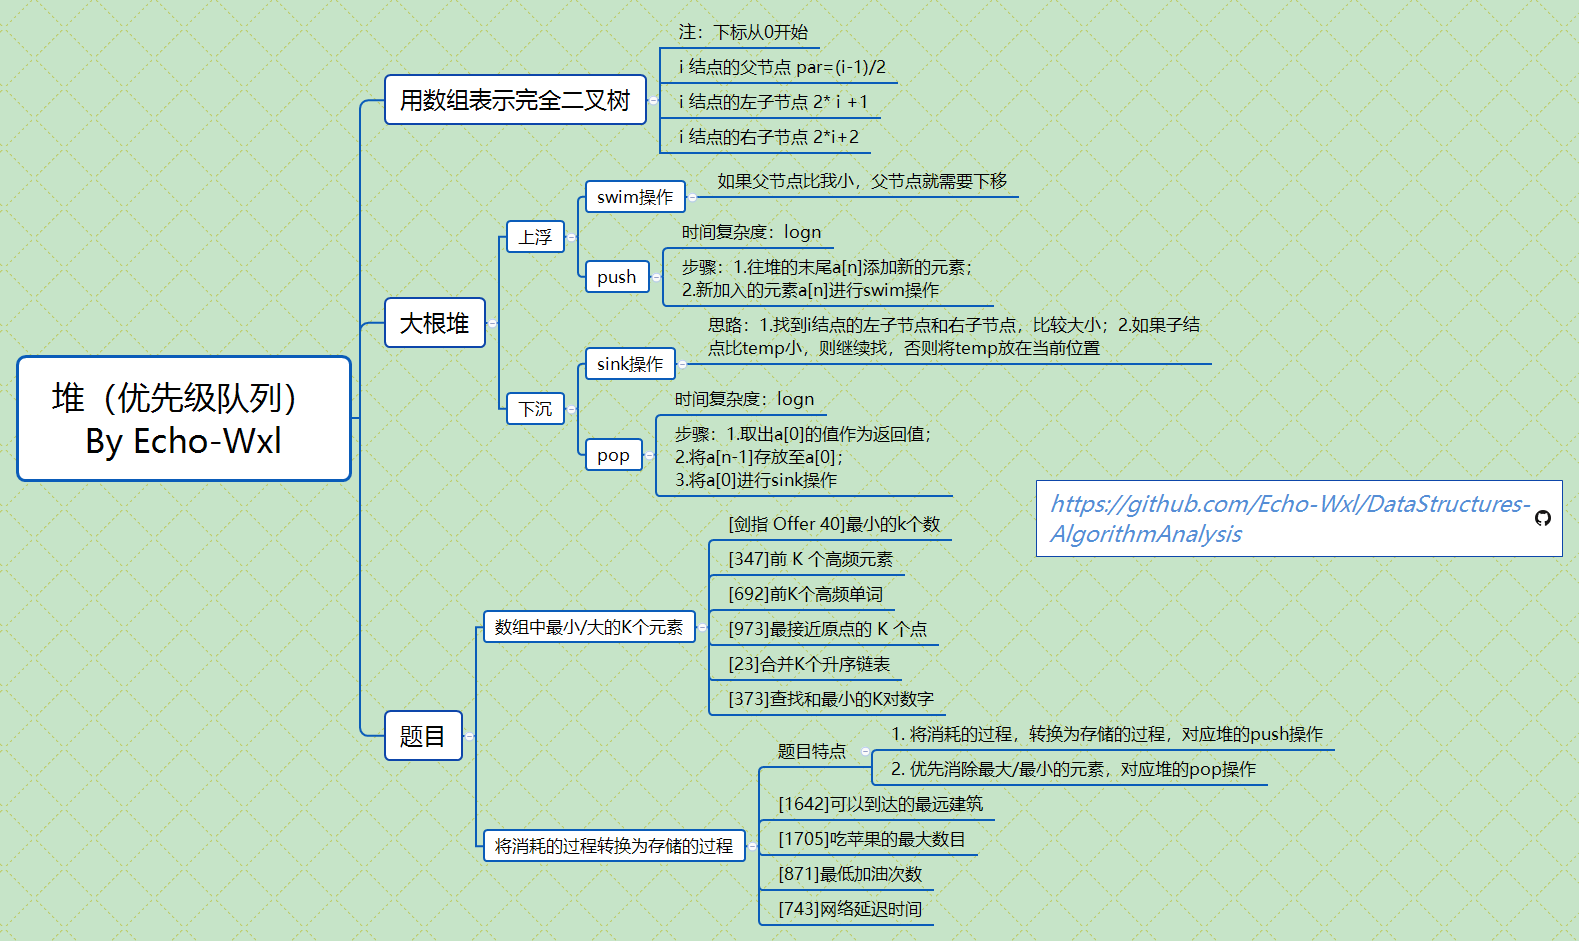 堆（优先级队列）
By Echo-Wxl
用数组表示完全二叉树
注：下标从0开始
i 结点的父节点 par=(i-1)/2
i 结点的左子节点 2* i +1
i 结点的右子节点 2*i+2
大根堆
上浮
swim操作
如果父节点比我小，父节点就需要下移
push
时间复杂度：logn
步骤：1.往堆的末尾a[n]添加新的元素；
2.新加入的元素a[n]进行swim操作
下沉
sink操作
思路：1.找到i结点的左子节点和右子节点，比较大小；2.如果子结
点比temp小，则继续找，否则将temp放在当前位置
pop
时间复杂度：logn
步骤：1.取出a[0]的值作为返回值；
2.将a[n-1]存放至a[0]；
3.将a[0]进行sink操作
题目
数组中最小/大的K个元素
[剑指 Offer 40]最小的k个数
[347]前 K 个高频元素
[692]前K个高频单词
[973]最接近原点的 K 个点
[23]合并K个升序链表
[373]查找和最小的K对数字
将消耗的过程转换为存储的过程
题目特点
1. 将消耗的过程，转换为存储的过程，对应堆的push操作
2. 优先消除最大/最小的元素，对应堆的pop操作
[1642]可以到达的最远建筑
[1705]吃苹果的最大数目
[871]最低加油次数
[743]网络延迟时间
https://github.com/Echo-Wxl/DataStructures-
AlgorithmAnalysis